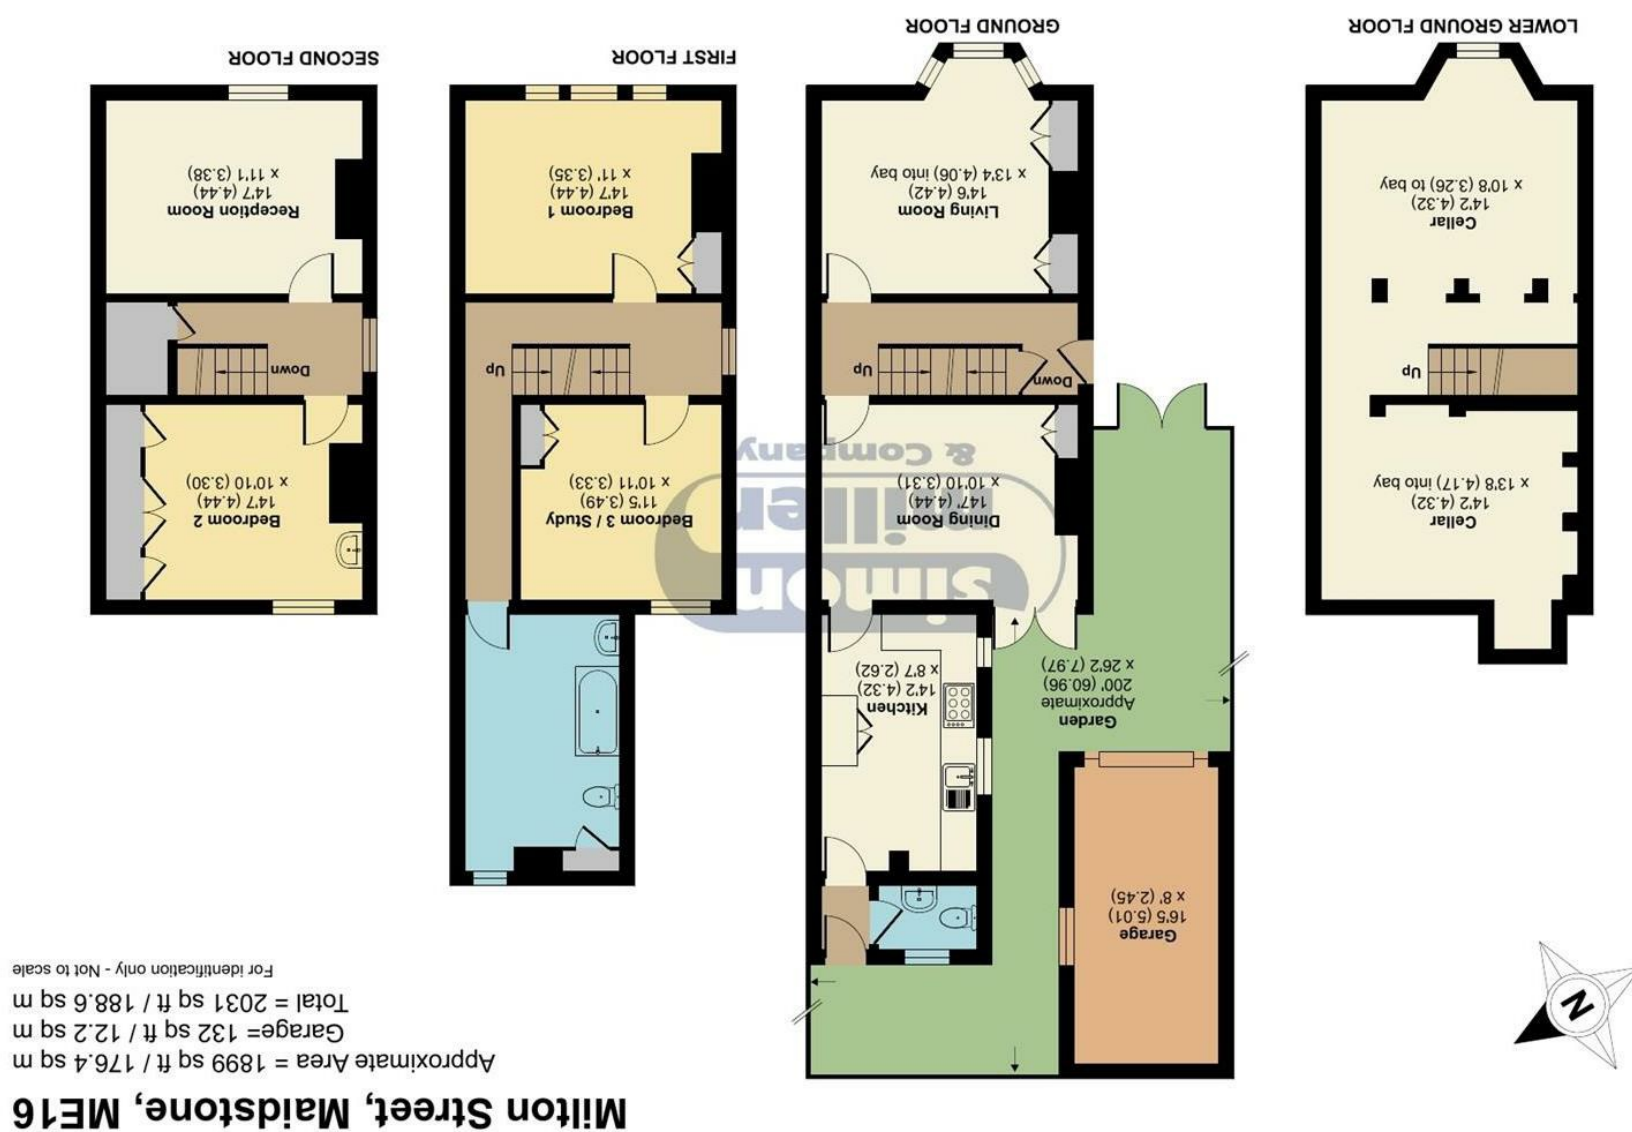 Milton Street, Maidstone, ME16
Approximate Area = 1899 sq ft / 176.4 sq m
Garage= 132 sq ft / 12.2 sq m
Total = 2031 sq ft / 188.6 sq m
For identification only - Not to scale
N
Garage
16'5 (5.01)
x 8' (2.45)
Garden
Approximate
200' (60.96)
x 26'2 (7.97)
Kitchen
14'2 (4.32)
x 8'7 (2.62)
simon
miller
& Company
Cellar
14'2 (4.32)
x 13'8 (4.17) into bay
Dining Room
14'7" (4.44)
x 10'10 (3.31)
Bedroom 3 / Study
11'5 (3.49)
x 10'11 (3.33)
Bedroom 2
14'7 (4.44)
x 10'10 (3.30)
Up
Down
Up
Up
Down
Cellar
14'2 (4.32)
x 10'8 (3.26) to bay
Living Room
14'6 (4.42)
x 13'4 (4.06) into bay
Bedroom 1
14'7 (4.44)
x 11' (3.35)
Reception Room
14'7 (4.44)
x 11'1 (3.38)
LOWER GROUND FLOOR
GROUND FLOOR
FIRST FLOOR
SECOND FLOOR